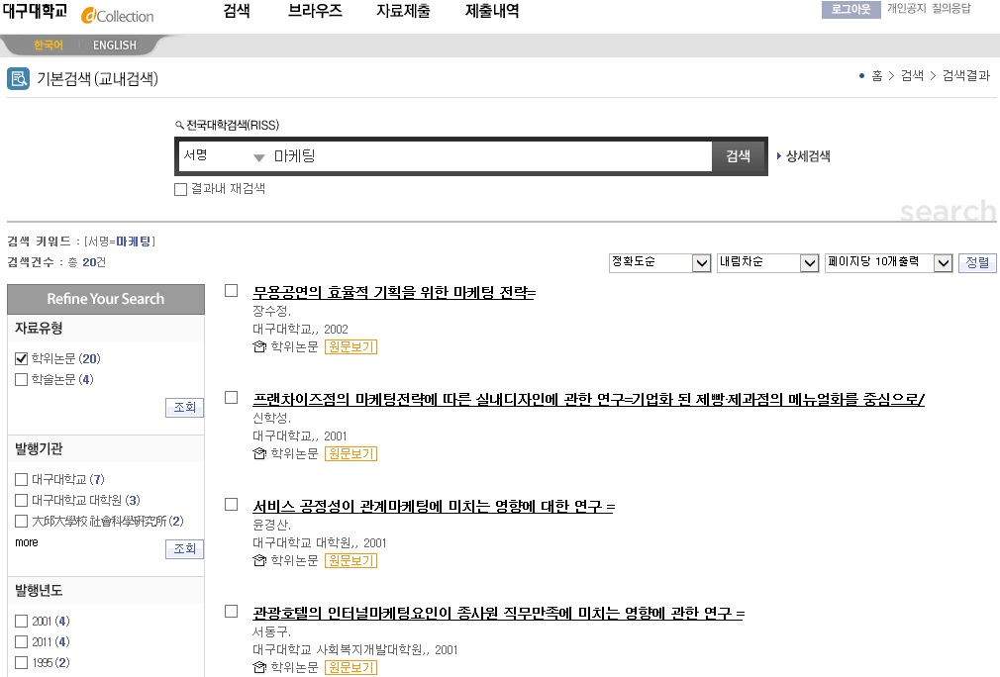 대구대학교 dCollection 검색 브라우즈 자료제출 제출내역 로그아웃 개인공지 질의응답
한국어 ENGLISH
기본검색 (교내검색) 홈 > 검색 > 검색결과
전국대학검색(RISS)
서명 마케팅 검색 상세검색
결과내 재검색
search
검색 키워드 : [서명=마케팅]
검색건수 : 총 20건
정확도순 내림차순 페이지당 10개출력 정렬
Refine Your Search
자료유형
학위논문 (20)
학술논문 (4)
조회
발행기관
대구대학교 (7)
대구대학교 대학원 (3)
大邱大學校 社會科學硏究所 (2)
more
조회
발행년도
2001 (4)
2011 (4)
1995 (2)
무용공연의 효율적 기획을 위한 마케팅 전략=
장수정.
대구대학교,, 2002
학위논문 원문보기
프랜차이즈점의 마케팅전략에 따른 실내디자인에 관한 연구=기업화 된 제빵·제과점의 메뉴얼화를 중심으로/
신학성.
대구대학교,, 2001
학위논문 원문보기
서비스 공정성이 관계마케팅에 미치는 영향에 대한 연구 =
윤경산.
대구대학교 대학원,, 2001
학위논문 원문보기
관광호텔의 인터널마케팅요인이 종사원 직무만족에 미치는 영향에 관한 연구 =
서동구.
대구대학교 사회복지개발대학원,, 2001
학위논문 원문보기